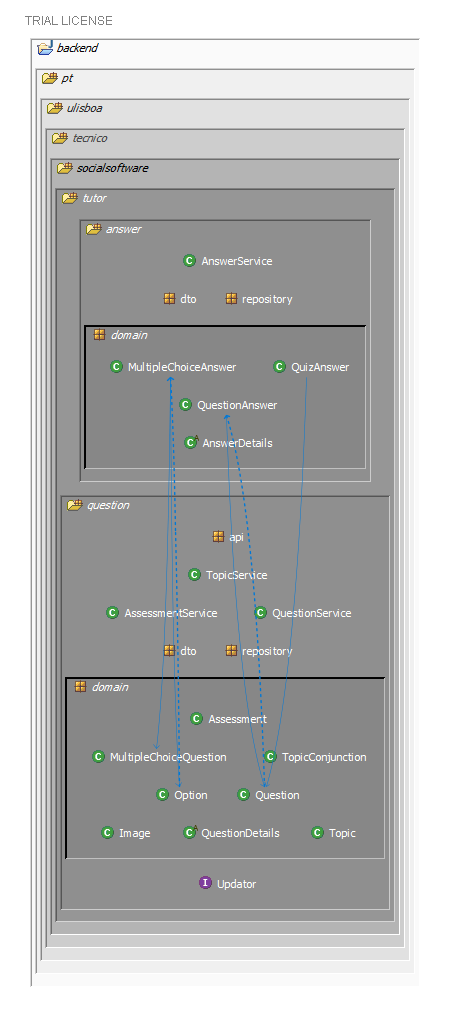 TRIAL LICENSE
backend
pt
ulisboa
tecnico
socialsoftware
tutor
answer
C AnswerService
dto repository
domain
C MultipleChoiceAnswer C QuizAnswer
C QuestionAnswer
C A AnswerDetails
question
api
C TopicService
C AssessmentService C QuestionService
dto repository
domain
C Assessment
C MultipleChoiceQuestion C TopicConjunction
C Option C Question
C Image C A QuestionDetails C Topic
I Updator